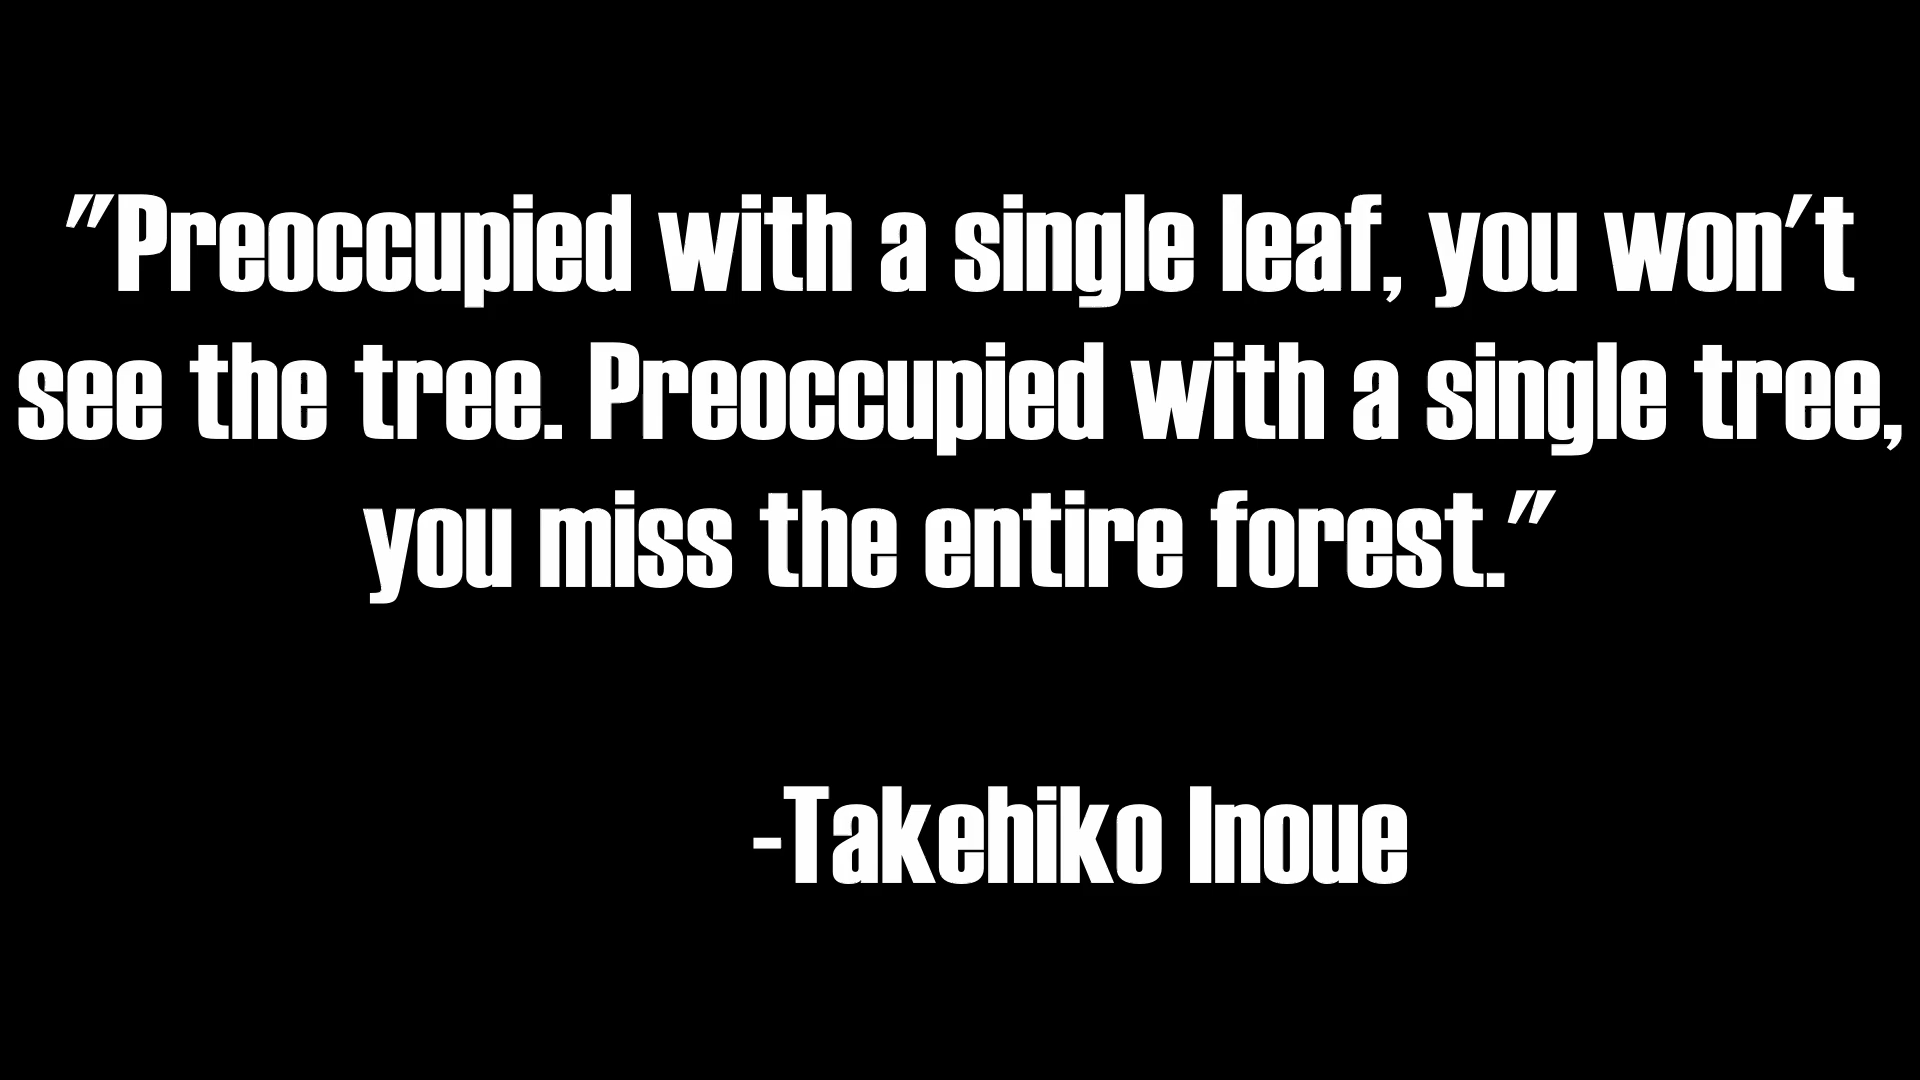 "Preoccupied with a single leaf, you won't
see the tree. Preoccupied with a single tree,
you miss the entire forest."
-Takehiko Inoue